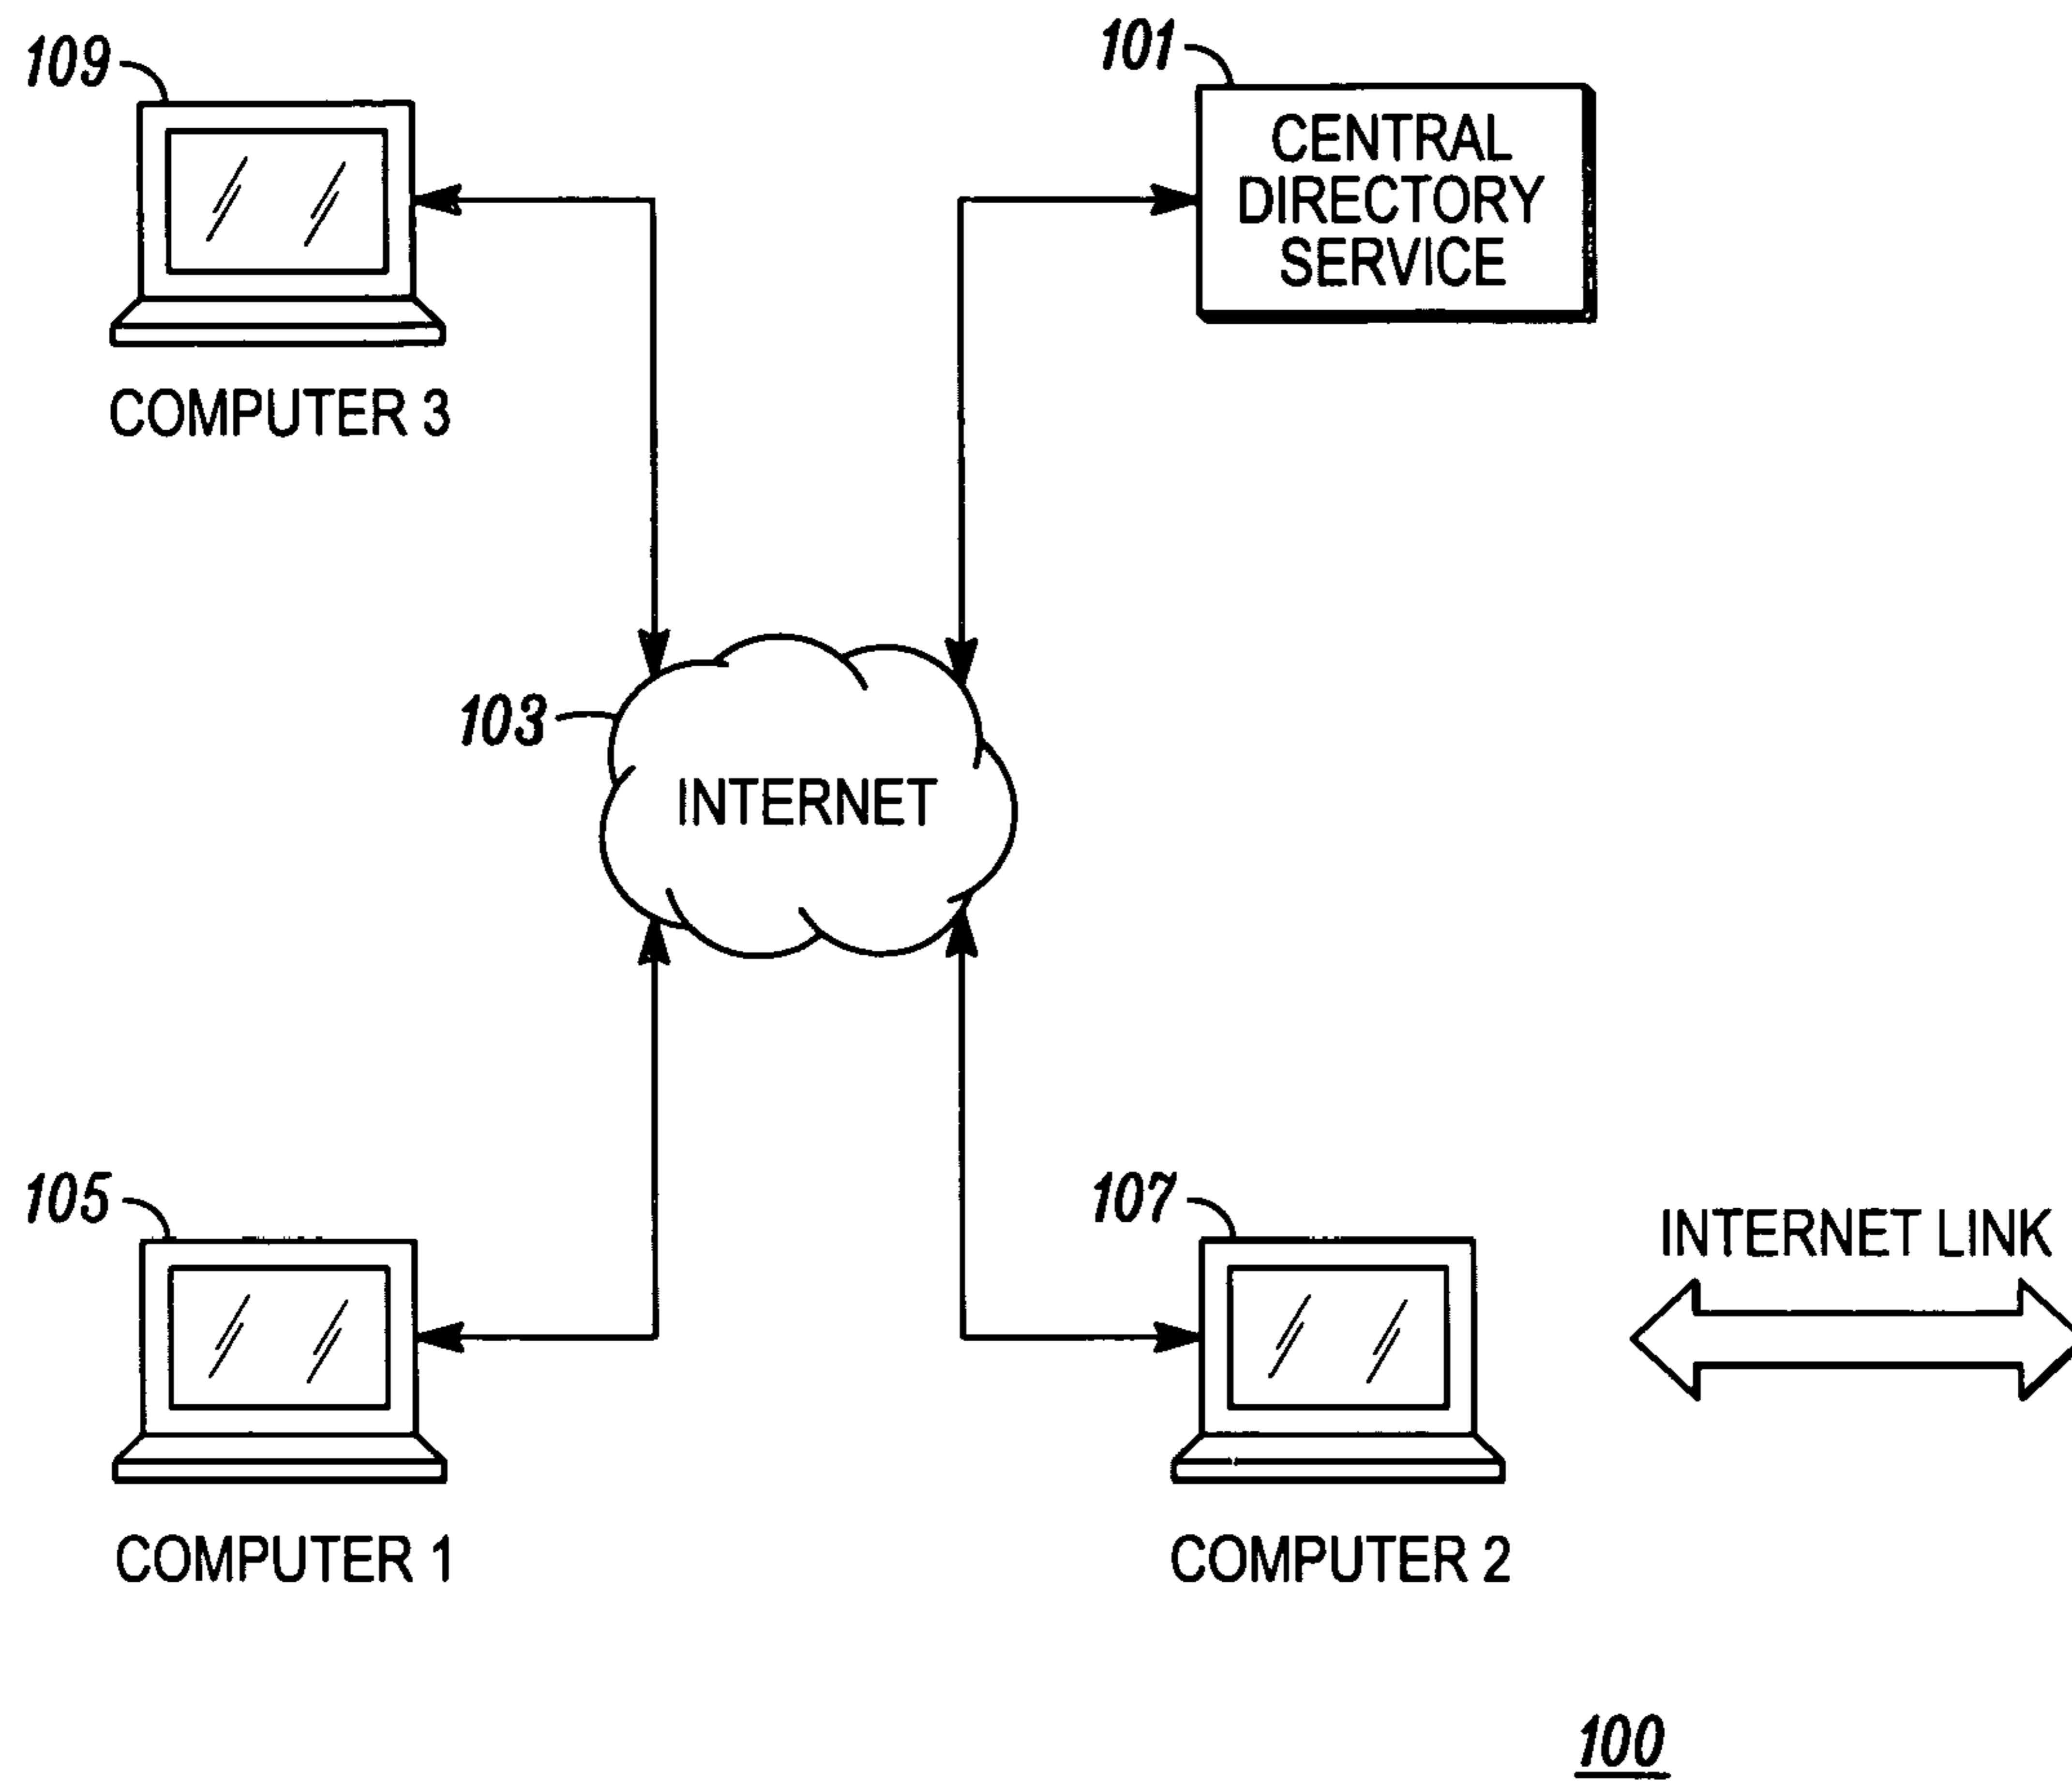 109
101
CENTRAL
DIRECTORY
SERVICE
COMPUTER 3
103
INTERNET
105
107
INTERNET LINK
COMPUTER 1
COMPUTER 2
100